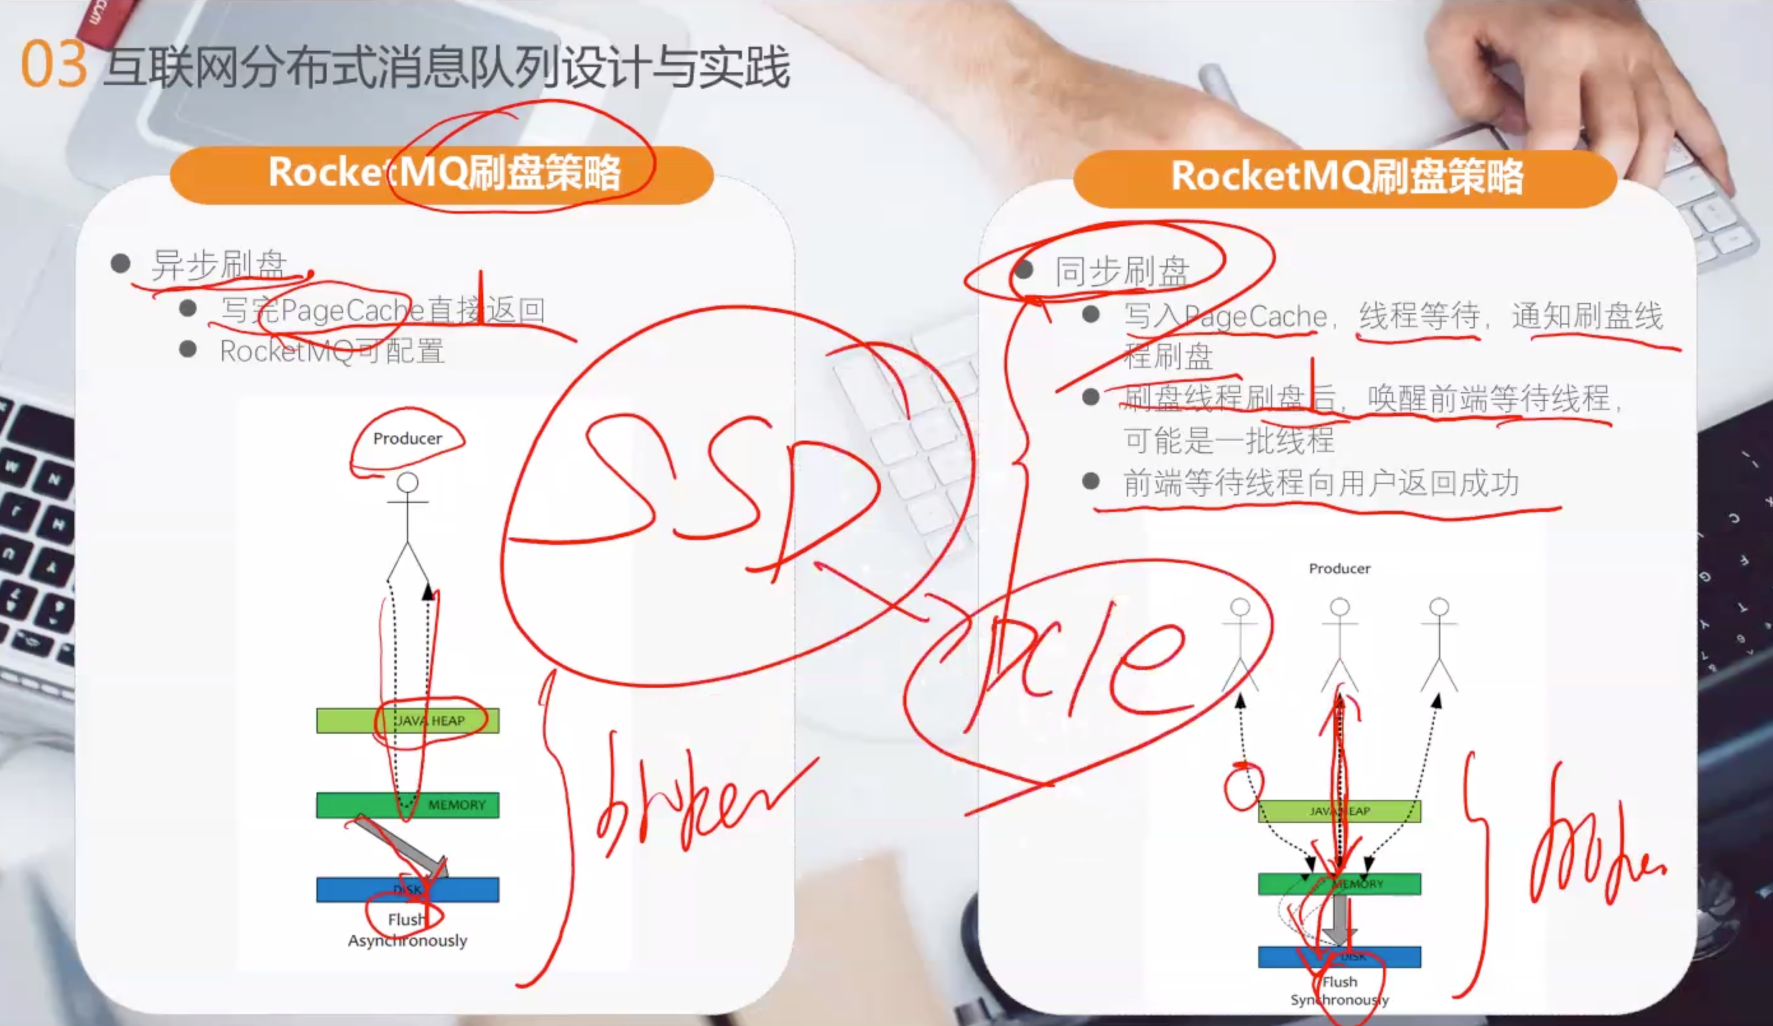 03 互联网分布式消息队列设计与实践
RocketMQ刷盘策略
异步刷盘
写完PageCache直接返回
RocketMQ可配置
Producer
JAVA HEAP
MEMORY
DISK
Flush
Asynchronously
SSD
broker
RocketMQ刷盘策略
同步刷盘
写入PageCache，线程等待，通知刷盘线
程刷盘
刷盘线程刷盘后，唤醒前端等待线程，
可能是一批线程
前端等待线程向用户返回成功
Producer
PCIe
JAVA HEAP
MEMORY
DISK
Flush
Synchronously
broker